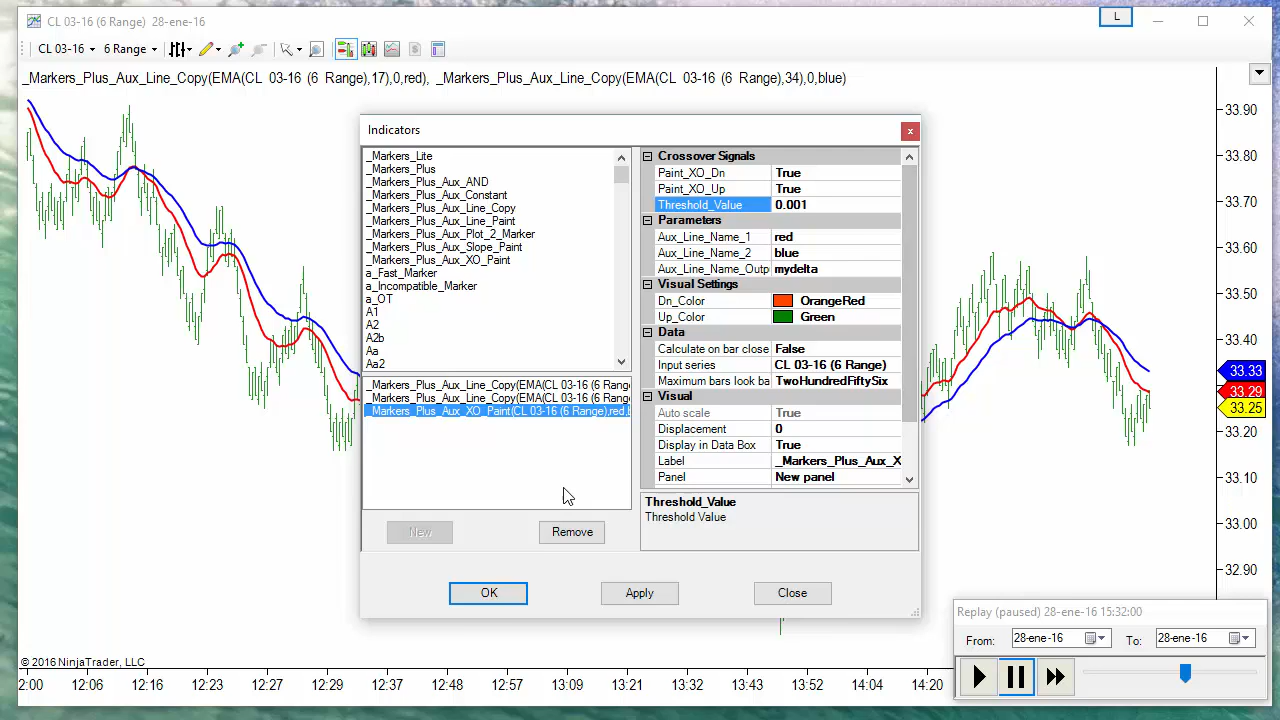 CL 03-16 (6 Range) 28-ene-16
L
CL 03-16
6 Range
_Markers_Plus_Aux_Line_Copy(EMA(CL 03-16 (6 Range),17),0,red), _Markers_Plus_Aux_Line_Copy(EMA(CL 03-16 (6 Range),34),0,blue)
Indicators
_Markers_Lite
_Markers_Plus
_Markers_Plus_Aux_AND
_Markers_Plus_Aux_Constant
_Markers_Plus_Aux_Line_Copy
_Markers_Plus_Aux_Line_Paint
_Markers_Plus_Aux_Plot_2_Marker
_Markers_Plus_Aux_Slope_Paint
_Markers_Plus_Aux_XO_Paint
a_Fast_Marker
a_Incompatible_Marker
a_OT
A1
A2
A2b
Aa
Aa2
_Markers_Plus_Aux_Line_Copy(EMA(CL 03-16 (6 Range
_Markers_Plus_Aux_Line_Copy(EMA(CL 03-16 (6 Range
_Markers_Plus_Aux_XO_Paint(CL 03-16 (6 Range),red,b
New
Remove
Crossover Signals
Paint_XO_Dn True
Paint_XO_Up True
Threshold_Value 0.001
Parameters
Aux_Line_Name_1 red
Aux_Line_Name_2 blue
Aux_Line_Name_Outp mydelta
Visual Settings
Dn_Color OrangeRed
Up_Color Green
Data
Calculate on bar close False
Input series CL 03-16 (6 Range)
Maximum bars look ba TwoHundredFiftySix
Visual
Auto scale True
Displacement 0
Display in Data Box True
Label _Markers_Plus_Aux_X
Panel New panel
Threshold_Value
Threshold Value
OK
Apply
Close
33.90
33.80
33.70
33.60
33.50
33.40
33.33
33.29
33.25
33.20
33.10
33.00
32.90
Replay (paused) 28-ene-16 15:32:00
From: 28-ene-16 To: 28-ene-16
© 2016 NinjaTrader, LLC
2:00 12:06 12:16 12:23 12:27 12:29 12:37 12:48 12:57 13:09 13:21 13:32 13:43 13:52 14:04 14:20